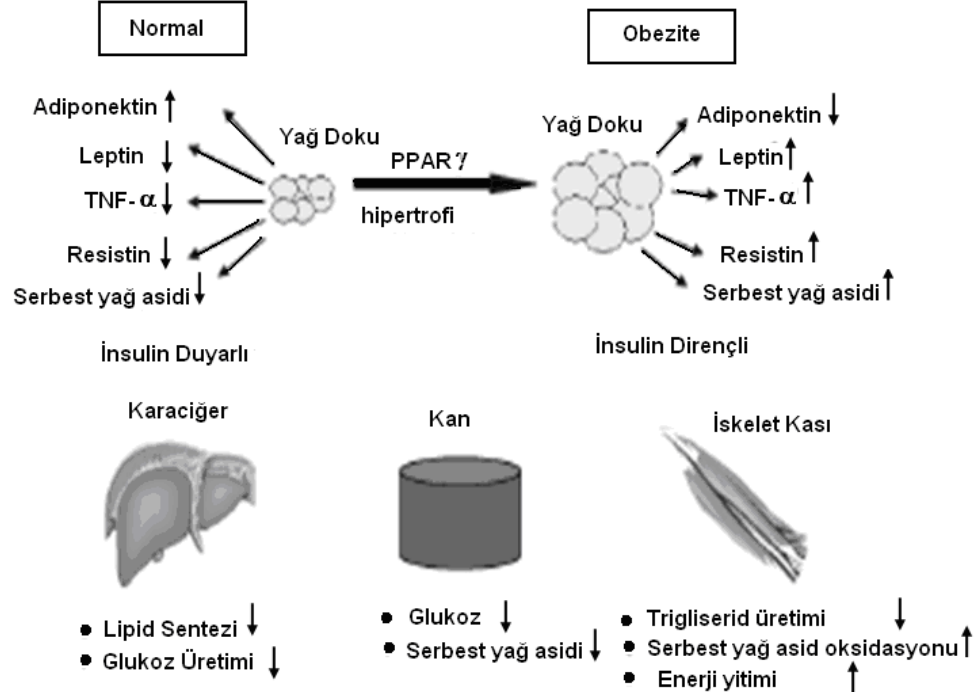 Normal
Obezite
Adiponektin ↑
Leptin ↓
TNF-α ↓
Resistin ↓
Serbest yağ asidi ↓
Yağ Doku
PPAR γ
hipertrofi
Yağ Doku
Adiponektin ↓
Leptin ↑
TNF-α ↑
Resistin ↑
Serbest yağ asidi ↑
İnsulin Duyarlı
İnsulin Dirençli
Karaciğer
Kan
İskelet Kası
• Lipid Sentezi ↓
• Glukoz Üretimi ↓
• Glukoz ↓
• Serbest yağ asidi ↓
• Trigliserid üretimi ↓
• Serbest yağ asid oksidasyonu ↑
• Enerji yitimi ↑